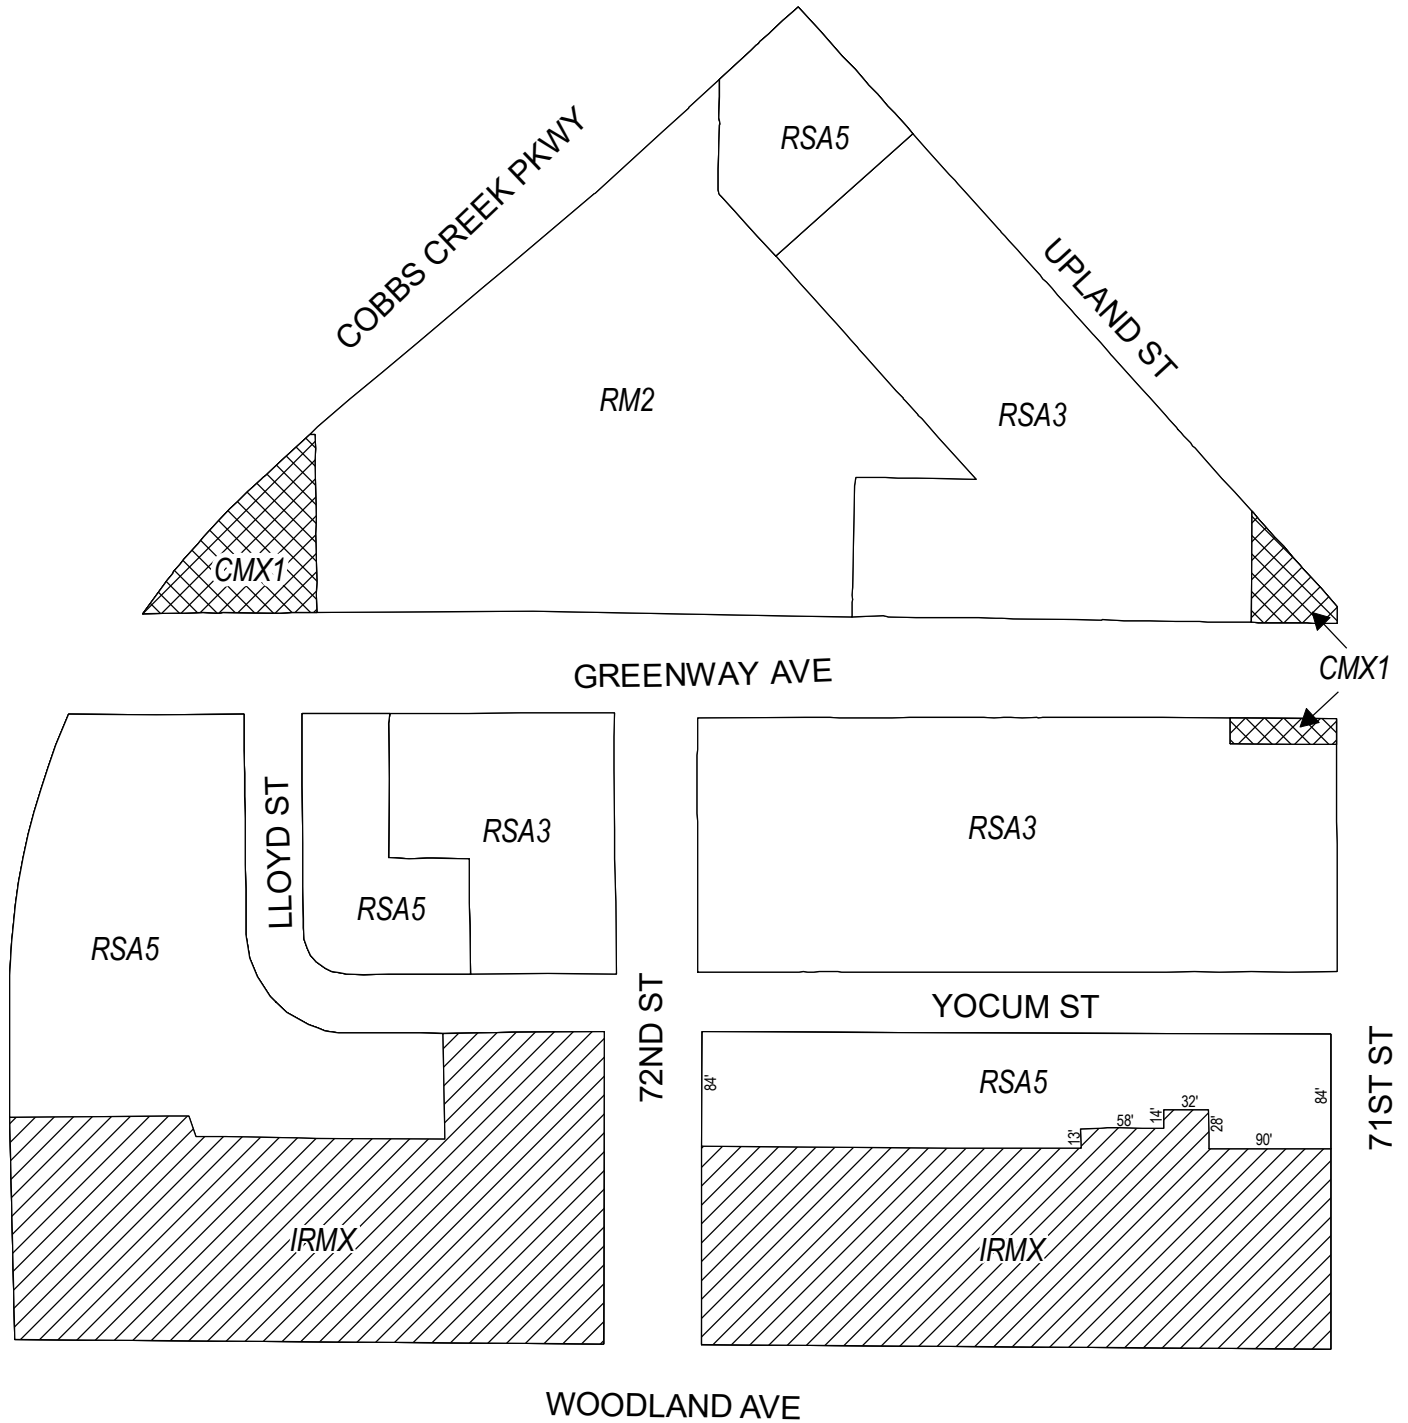 RSA5
COBBS CREEK PKWY
UPLAND ST
RM2
RSA3
CMX1
GREENWAY AVE
CMX1
LLOYD ST
RSA3
RSA3
RSA5
RSA5
72ND ST
YOCUM ST
71ST ST
84'
RSA5
84'
13'
58'
14'
32'
28'
90'
IRMX
IRMX
WOODLAND AVE